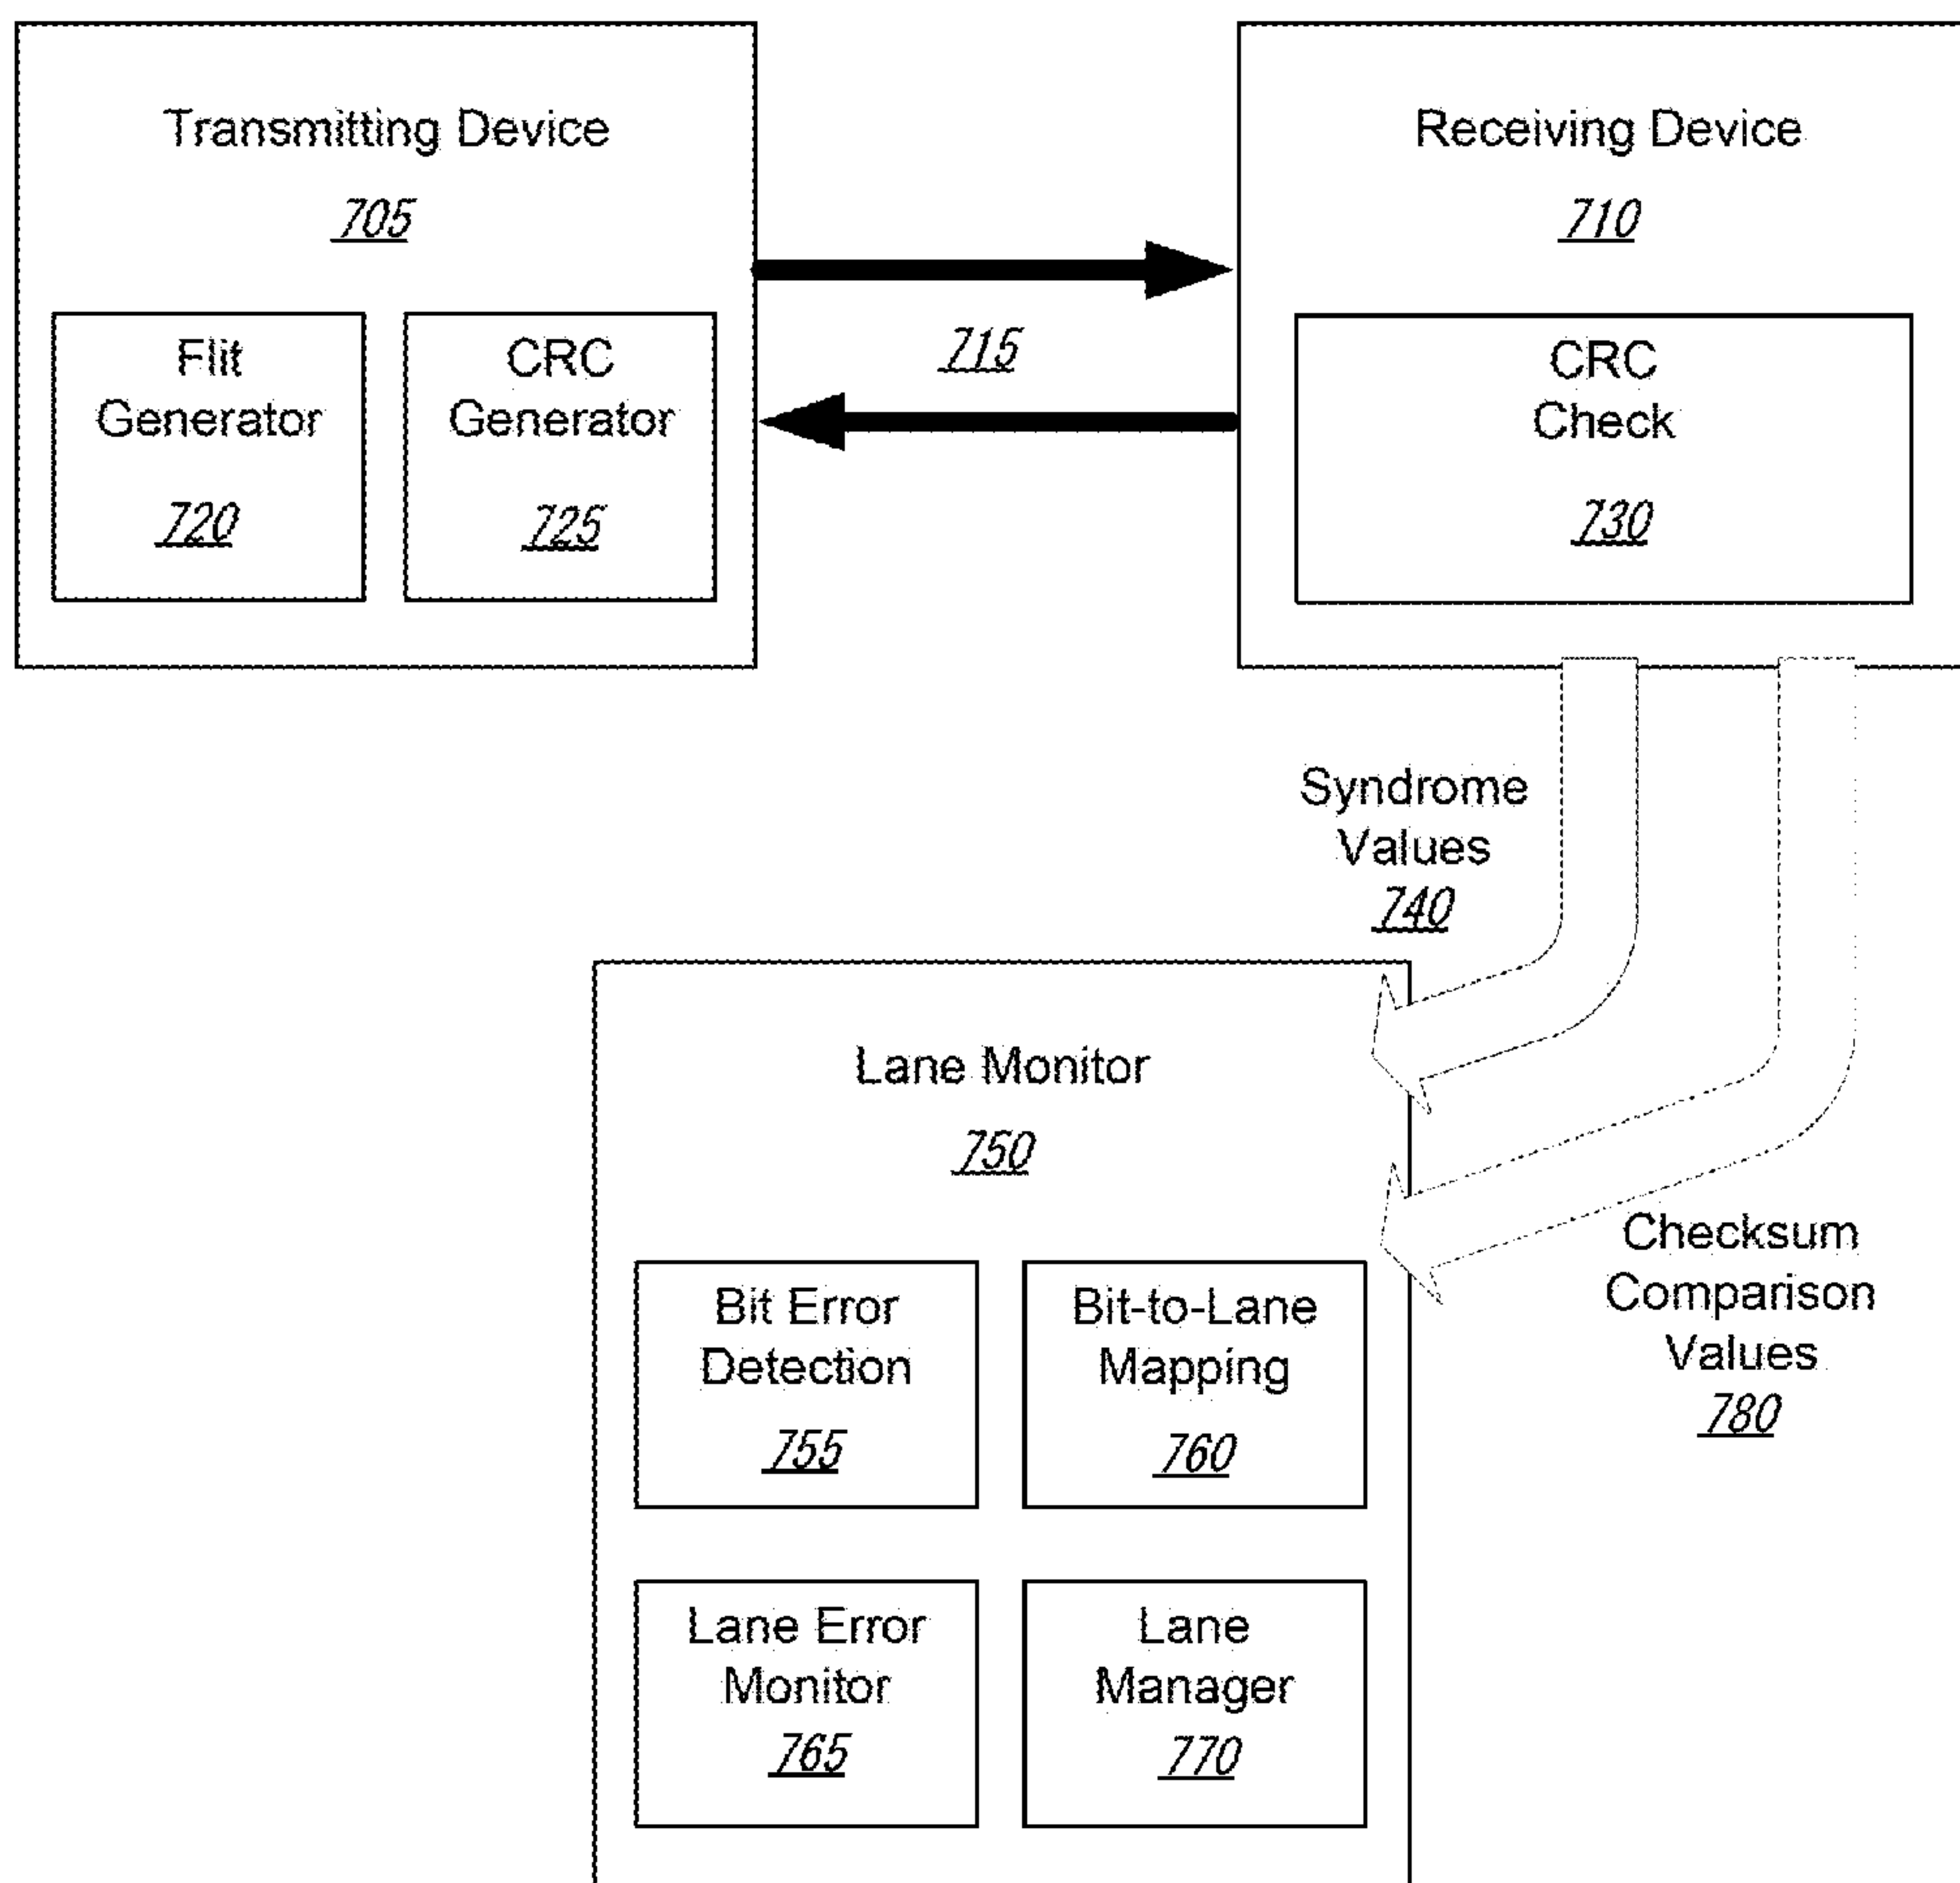 Transmitting Device
705
Flit
Generator
720
CRC
Generator
725
715
Receiving Device
710
CRC
Check
730
Syndrome
Values
740
Lane Monitor
750
Bit Error
Detection
755
Bit-to-Lane
Mapping
760
Lane Error
Monitor
765
Lane
Manager
770
Checksum
Comparison
Values
780